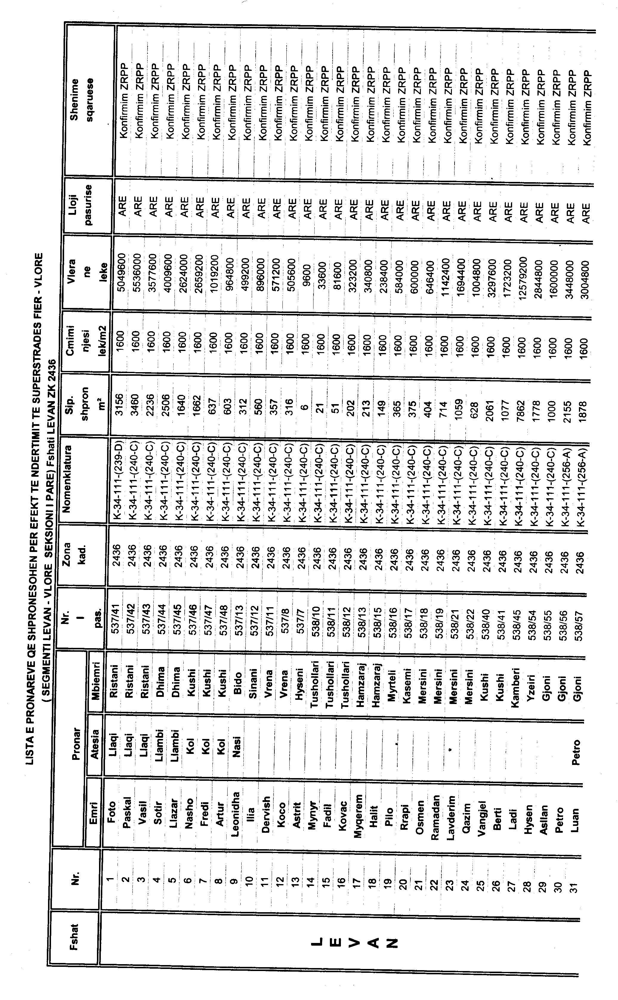 LISTA E PRONAREVE QE SHPRONESOHEN PER EFEKT TE NDERTIMIT TE SUPERSTRADES FIER - VLORE
( SEGMENTI LEVAN - VLORE SEKSIONI I PARE) Fshati LEVAN ZK 2436
Fshat Nr. Pronar Nr. I pas. Zona kad. Nomenklatura Sip. shpron m² Cmimi njesi lek/m2 Vlera ne leke Lloji pasurise Shenime sqaruese
Emri Atesia Mbiemri
LEVAN
1 Foto Llaqi Ristani 537/41 2436 K-34-111-(239-D) 3156 1600 5049600 ARE Konfirmim ZRPP
2 Paskal Llaqi Ristani 537/42 2436 K-34-111-(240-C) 3460 1600 5536000 ARE Konfirmim ZRPP
3 Vasil Llaqi Ristani 537/43 2436 K-34-111-(240-C) 2236 1600 3577600 ARE Konfirmim ZRPP
4 Sotir Llambi Dhima 537/44 2436 K-34-111-(240-C) 2506 1600 4009600 ARE Konfirmim ZRPP
5 Llazar Llambi Dhima 537/45 2436 K-34-111-(240-C) 1640 1600 2624000 ARE Konfirmim ZRPP
6 Nasho Kol Kushi 537/46 2436 K-34-111-(240-C) 1662 1600 2659200 ARE Konfirmim ZRPP
7 Fredi Kol Kushi 537/47 2436 K-34-111-(240-C) 637 1600 1019200 ARE Konfirmim ZRPP
8 Artur Kol Kushi 537/48 2436 K-34-111-(240-C) 603 1600 964800 ARE Konfirmim ZRPP
9 Leonidha Nasi Bido 537/13 2436 K-34-111-(240-C) 312 1600 499200 ARE Konfirmim ZRPP
10 Ilia Sinani 537/12 2436 K-34-111-(240-C) 560 1600 896000 ARE Konfirmim ZRPP
11 Dervish Vrena 537/11 2436 K-34-111-(240-C) 357 1600 571200 ARE Konfirmim ZRPP
12 Koco Vrena 537/8 2436 K-34-111-(240-C) 316 1600 505600 ARE Konfirmim ZRPP
13 Astrit Hyseni 537/7 2436 K-34-111-(240-C) 6 1600 9600 ARE Konfirmim ZRPP
14 Mynyr Tushollari 538/10 2436 K-34-111-(240-C) 21 1600 33600 ARE Konfirmim ZRPP
15 Fadil Tushollari 538/11 2436 K-34-111-(240-C) 51 1600 81600 ARE Konfirmim ZRPP
16 Kovac Tushollari 538/12 2436 K-34-111-(240-C) 202 1600 323200 ARE Konfirmim ZRPP
17 Myqerem Hamzaraj 538/13 2436 K-34-111-(240-C) 213 1600 340800 ARE Konfirmim ZRPP
18 Halit Hamzaraj 538/15 2436 K-34-111-(240-C) 149 1600 238400 ARE Konfirmim ZRPP
19 Pilo Myrteli 538/16 2436 K-34-111-(240-C) 365 1600 584000 ARE Konfirmim ZRPP
20 Rrapi Kasemi 538/17 2436 K-34-111-(240-C) 375 1600 600000 ARE Konfirmim ZRPP
21 Osmen Mersini 538/18 2436 K-34-111-(240-C) 404 1600 646400 ARE Konfirmim ZRPP
22 Ramadan Mersini 538/19 2436 K-34-111-(240-C) 714 1600 1142400 ARE Konfirmim ZRPP
23 Lavderim Mersini 538/21 2436 K-34-111-(240-C) 1059 1600 1694400 ARE Konfirmim ZRPP
24 Qazim Mersini 538/22 2436 K-34-111-(240-C) 628 1600 1004800 ARE Konfirmim ZRPP
25 Vangjel Kushi 538/40 2436 K-34-111-(240-C) 2061 1600 3297600 ARE Konfirmim ZRPP
26 Berti Kushi 538/41 2436 K-34-111-(240-C) 1077 1600 1723200 ARE Konfirmim ZRPP
27 Ladi Kamberi 538/45 2436 K-34-111-(240-C) 7862 1600 12579200 ARE Konfirmim ZRPP
28 Hysen Yzeiri 538/54 2436 K-34-111-(240-C) 1778 1600 2844800 ARE Konfirmim ZRPP
29 Asllan Gjoni 538/55 2436 K-34-111-(240-C) 1000 1600 1600000 ARE Konfirmim ZRPP
30 Petro Gjoni 538/56 2436 K-34-111-(256-A) 2155 1600 3448000 ARE Konfirmim ZRPP
31 Luan Petro Gjoni 538/57 2436 K-34-111-(256-A) 1878 1600 3004800 ARE Konfirmim ZRPP